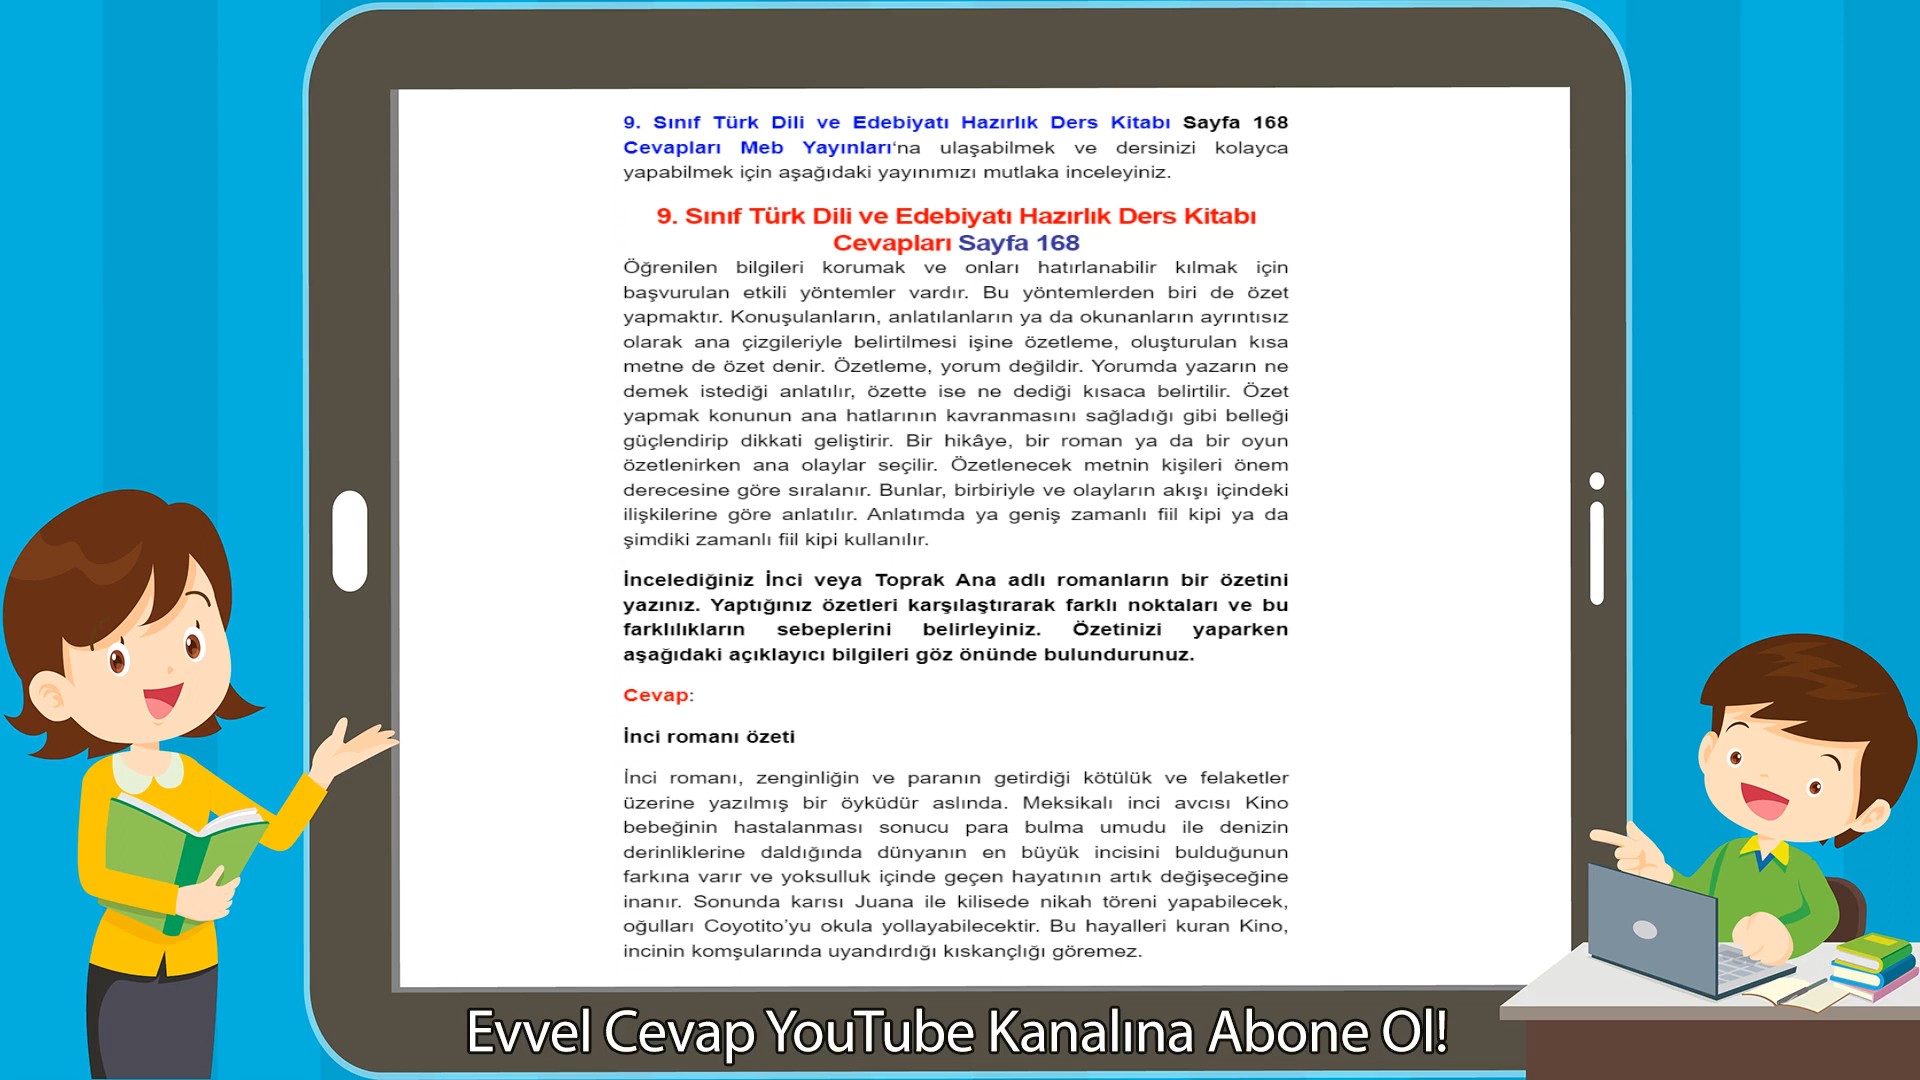 9. Sınıf Türk Dili ve Edebiyatı Hazırlık Ders Kitabı Sayfa 168
Cevapları Meb Yayınları‘na ulaşabilmek ve dersinizi kolayca
yapabilmek için aşağıdaki yayınımızı mutlaka inceleyiniz.
9. Sınıf Türk Dili ve Edebiyatı Hazırlık Ders Kitabı
Cevapları Sayfa 168
Öğrenilen bilgileri korumak ve onları hatırlanabilir kılmak için
başvurulan etkili yöntemler vardır. Bu yöntemlerden biri de özet
yapmaktır. Konuşulanların, anlatılanların ya da okunanların ayrıntısız
olarak ana çizgileriyle belirtilmesi işine özetleme, oluşturulan kısa
metne de özet denir. Özetleme, yorum değildir. Yorumda yazarın ne
demek istediği anlatılır, özette ise ne dediği kısaca belirtilir. Özet
yapmak konunun ana hatlarının kavranmasını sağladığı gibi belleği
güçlendirip dikkati geliştirir. Bir hikâye, bir roman ya da bir oyun
özetlenirken ana olaylar seçilir. Özetlenecek metnin kişileri önem
derecesine göre sıralanır. Bunlar, birbiriyle ve olayların akışı içindeki
ilişkilerine göre anlatılır. Anlatımda ya geniş zamanlı fiil kipi ya da
şimdiki zamanlı fiil kipi kullanılır.
İncelediğiniz İnci veya Toprak Ana adlı romanların bir özetini
yazınız. Yaptığınız özetleri karşılaştırarak farklı noktaları ve bu
farklılıkların sebeplerini belirleyiniz. Özetinizi yaparken
aşağıdaki açıklayıcı bilgileri göz önünde bulundurunuz.
Cevap:
İnci romanı özeti
İnci romanı, zenginliğin ve paranın getirdiği kötülük ve felaketler
üzerine yazılmış bir öyküdür aslında. Meksikalı inci avcısı Kino
bebeğinin hastalanması sonucu para bulma umudu ile denizin
derinliklerine daldığında dünyanın en büyük incisini bulduğunun
farkına varır ve yoksulluk içinde geçen hayatının artık değişeceğine
inanır. Sonunda karısı Juana ile kilisede nikah töreni yapabilecek,
oğulları Coyotito’yu okula yollayabilecektir. Bu hayalleri kuran Kino,
incinin komşularında uyandırdığı kıskançlığı göremez.
Evvel Cevap YouTube Kanalına Abone Ol!